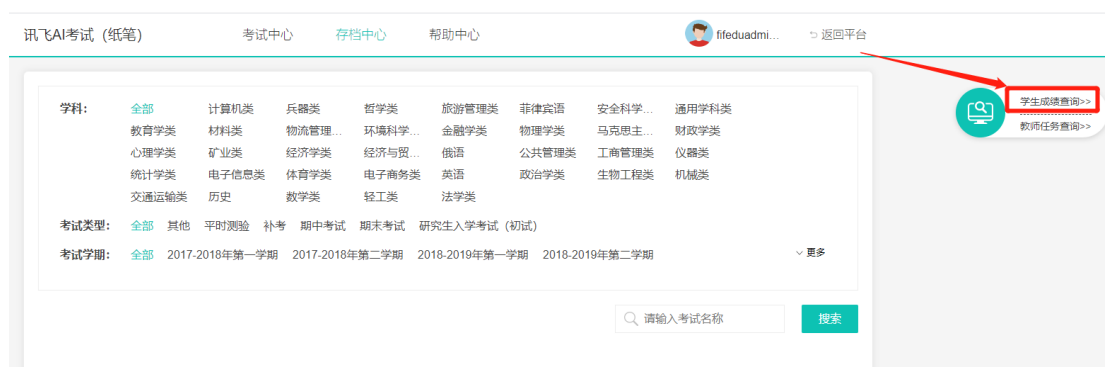 讯飞AI考试（纸笔） 考试中心 存档中心 帮助中心 fifeduadmi... 返回平台
学生成绩查询>>
教师任务查询>>
学科： 全部 计算机类 兵器类 哲学类 旅游管理类 菲律宾语 安全科学... 通用学科类
教育学类 材料类 物流管理... 环境科学... 金融学类 物理学类 马克思主... 财政学类
心理学类 矿业类 经济学类 经济与贸... 俄语 公共管理类 工商管理类 仪器类
统计学类 电子信息类 体育学类 电子商务类 英语 政治学类 生物工程类 机械类
交通运输类 历史 数学类 轻工类 法学类
考试类型： 全部 其他 平时测验 补考 期中考试 期末考试 研究生入学考试（初试）
考试学期： 全部 2017-2018年第一学期 2017-2018年第二学期 2018-2019年第一学期 2018-2019年第二学期 更多
请输入考试名称 搜索